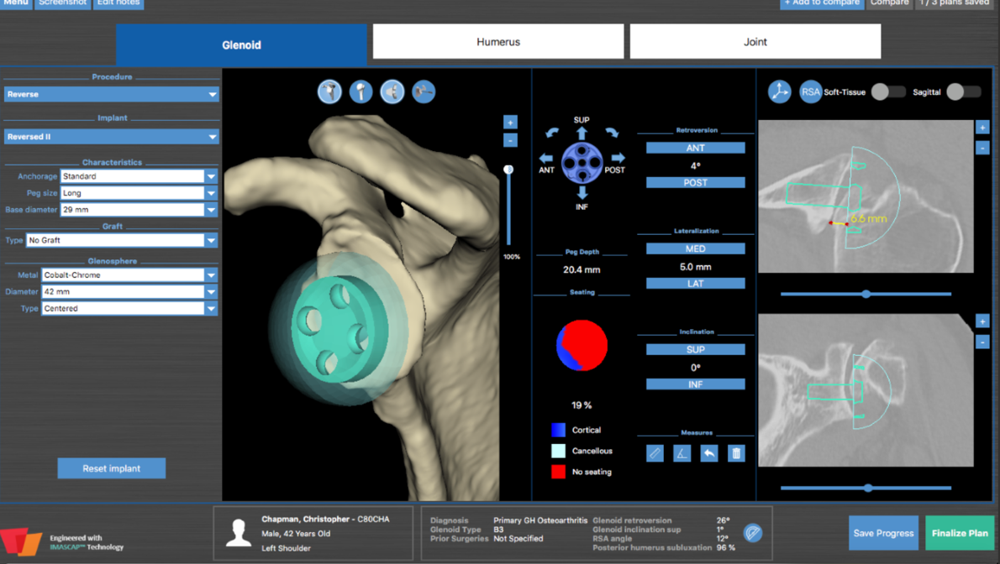 Menu Screenshot Edit notes + Add to compare Compare 1 / 3 plans saved
Glenoid Humerus Joint
Procedure
Reverse
Implant
Reversed II
Characteristics
Anchorage Standard
Peg size Long
Base diameter 29 mm
Graft
Type No Graft
Glenosphere
Metal Cobalt-Chrome
Diameter 42 mm
Type Centered
Reset implant
+
-
100%
SUP
ANT POST
INF
Peg Depth
20.4 mm
Seating
19 %
Cortical
Cancellous
No seating
Retroversion
ANT
4°
POST
Lateralization
MED
5.0 mm
LAT
Inclination
SUP
0°
INF
Measures
RSA Soft-Tissue Sagittal
+
-
6.6 mm
+
-
Engineered with
IMASCAP™ Technology
Chapman, Christopher - C80CHA
Male, 42 Years Old
Left Shoulder
Diagnosis Primary GH Osteoarthritis
Glenoid Type B3
Prior Surgeries Not Specified
Glenoid retroversion 26°
Glenoid inclination sup 1°
RSA angle 12°
Posterior humerus subluxation 96 %
Save Progress
Finalize Plan